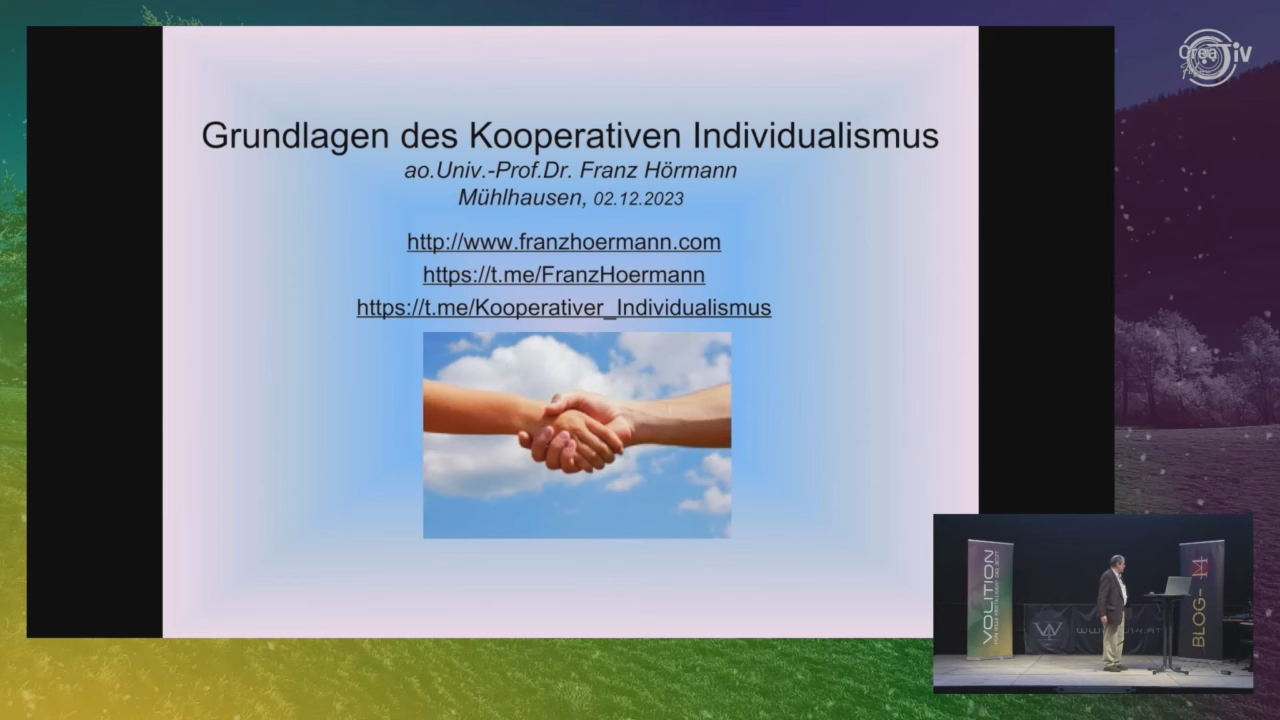 Grundlagen des Kooperativen Individualismus
ao.Univ.-Prof.Dr. Franz Hörmann
Mühlhausen, 02.12.2023
http://www.franzhoermann.com
https://t.me/FranzHoermann
https://t.me/Kooperativer_Individualismus
VOLITION
BLOG-